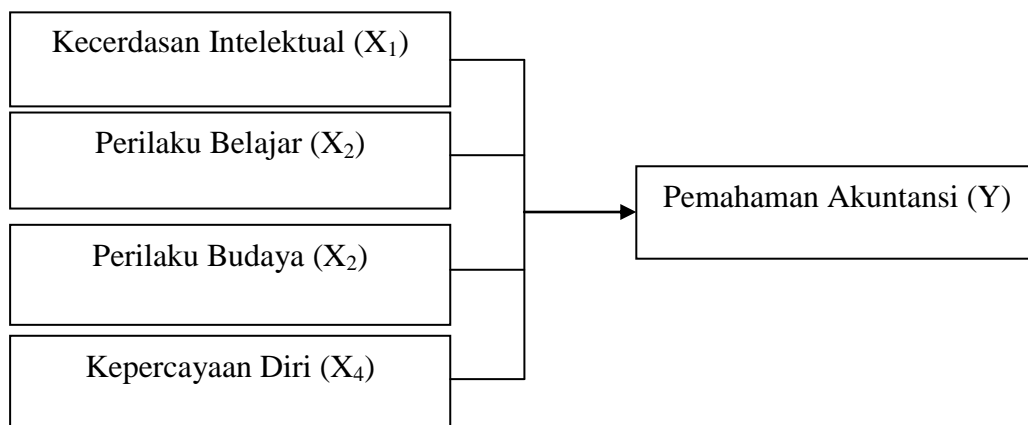 Kecerdasan Intelektual (X₁)
Perilaku Belajar (X₂)
Perilaku Budaya (X₂)
Kepercayaan Diri (X₄)
Pemahaman Akuntansi (Y)